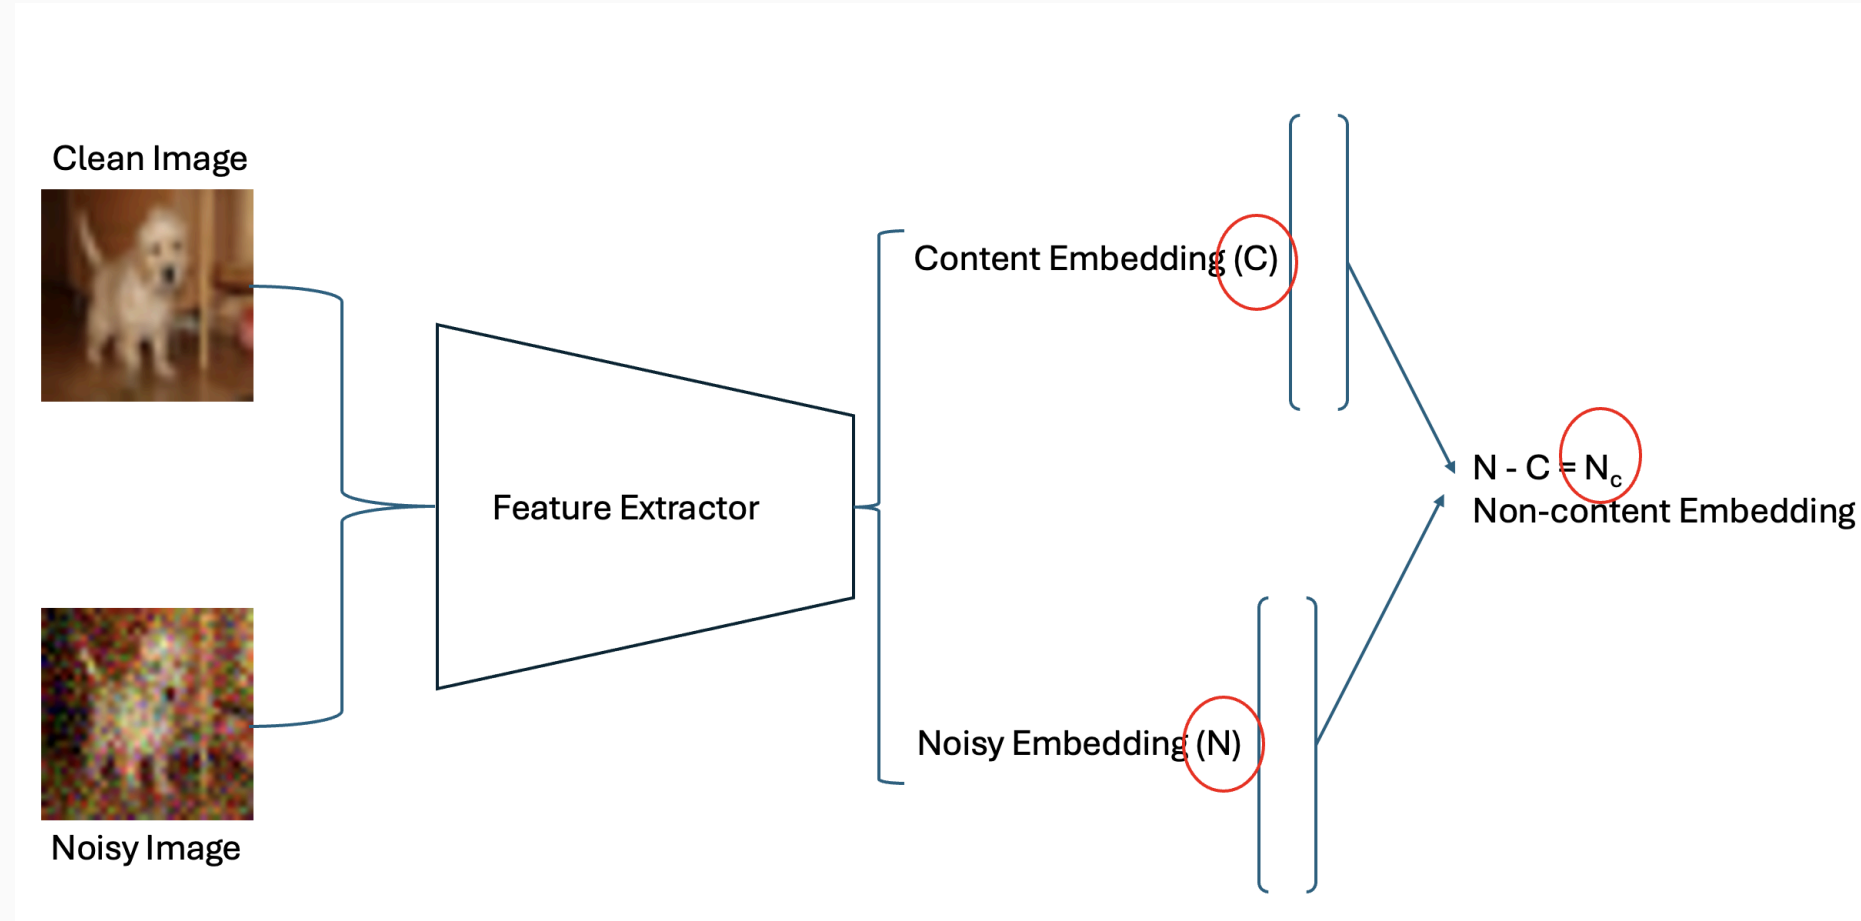 Clean Image
Noisy Image
Feature Extractor
Content Embedding (C)
Noisy Embedding (N)
N - C = Nc
Non-content Embedding